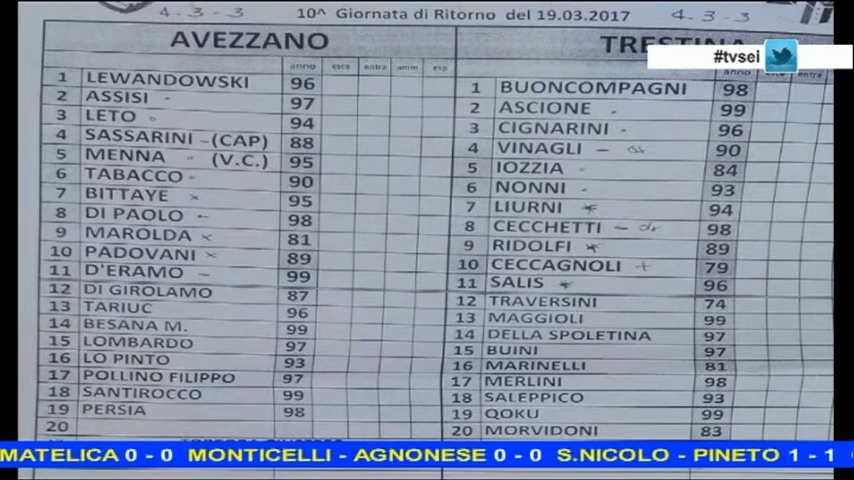 4-3-3 10^ Giornata di Ritorno del 19.03.2017 4-3-3
AVEZZANO
anno esce entra amm esp
1 LEWANDOWSKI 96
2 ASSISI 97
3 LETO 94
4 SASSARINI (CAP) 88
5 MENNA (V.C.) 95
6 TABACCO 90
7 BITTAYE 95
8 DI PAOLO 98
9 MAROLDA 81
10 PADOVANI 89
11 D'ERAMO 99
12 DI GIROLAMO 87
13 TARIUC 96
14 BESANA M. 99
15 LOMBARDO 97
16 LO PINTO 93
17 POLLINO FILIPPO 97
18 SANTIROCCO 99
19 PERSIA 98
20
TRESTINA
#tvsei
anno esce entra
1 BUONCOMPAGNI 98
2 ASCIONE 99
3 CIGNARINI 96
4 VINAGLI 90
5 IOZZIA 84
6 NONNI 93
7 LIURNI 94
8 CECCHETTI 98
9 RIDOLFI 89
10 CECCAGNOLI 79
11 SALIS 96
12 TRAVERSINI 74
13 MAGGIOLI 99
14 DELLA SPOLETINA 97
15 BUINI 97
16 MARINELLI 81
17 MERLINI 98
18 SALEPPICO 93
19 QOKU 99
20 MORVIDONI 83
MATELICA 0 - 0 MONTICELLI - AGNONESE 0 - 0 S.NICOLO - PINETO 1 - 1